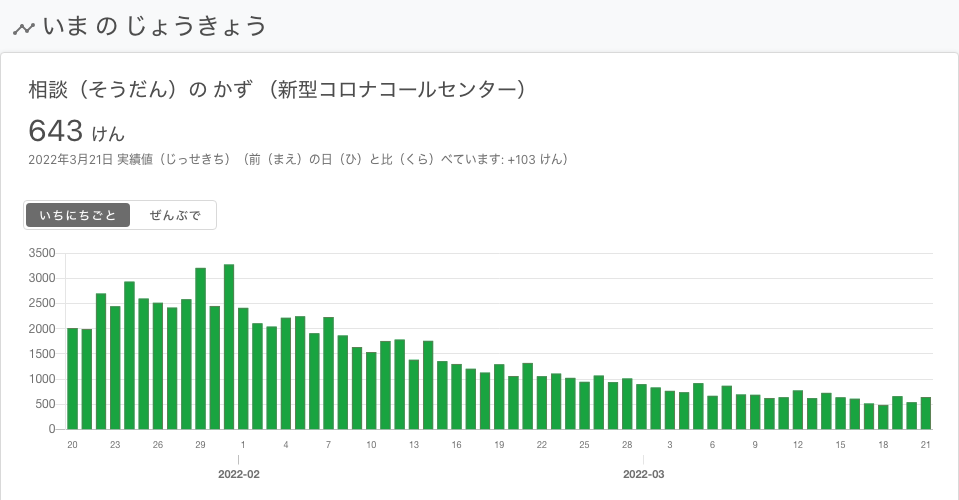 いま の じょうきょう
相談（そうだん）の かず （新型コロナコールセンター）
643 けん
2022年3月21日 実績値（じっせきち）（前（まえ）の日（ひ）と比（くら）べています: +103 けん）
いちにちごと ぜんぶで
3500
3000
2500
2000
1500
1000
500
0
20 23 26 29 1 4 7 10 13 16 19 22 25 28 3 6 9 12 15 18 21
2022-02 2022-03